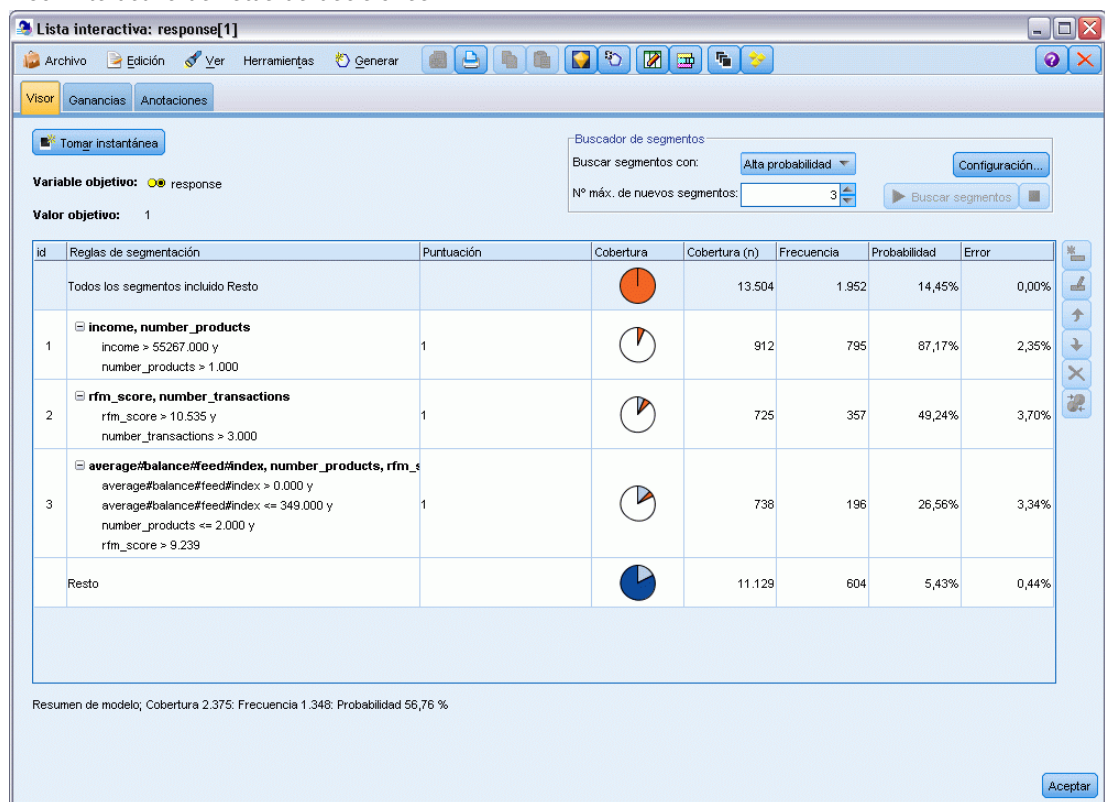 Lista interactiva: response[1]
Archivo Edición Ver Herramientas Generar
Visor Ganancias Anotaciones
Tomar instantánea
Buscador de segmentos
Buscar segmentos con: Alta probabilidad Configuración...
Variable objetivo: response
Nº máx. de nuevos segmentos: 3 Buscar segmentos
Valor objetivo: 1
id Reglas de segmentación Puntuación Cobertura Cobertura (n) Frecuencia Probabilidad Error
Todos los segmentos incluido Resto 13.504 1.952 14,45% 0,00%
income, number_products
1 income > 55267.000 y 1 912 795 87,17% 2,35%
number_products > 1.000
rfm_score, number_transactions
2 rfm_score > 10.535 y 1 725 357 49,24% 3,70%
number_transactions > 3.000
average#balance#feed#index, number_products, rfm_s
average#balance#feed#index > 0.000 y
3 average#balance#feed#index <= 349.000 y 1 738 196 26,56% 3,34%
number_products <= 2.000 y
rfm_score > 9.239
Resto 11.129 604 5,43% 0,44%
Resumen de modelo; Cobertura 2.375: Frecuencia 1.348: Probabilidad 56,76 %
Aceptar